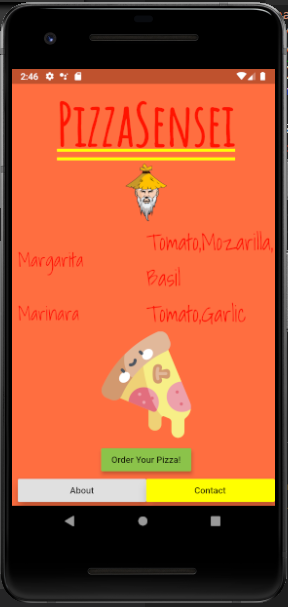 2:46
PizzaSensei
Margarita
Tomato,Mozarilla,
Basil
Marinara
Tomato,Garlic
Order Your Pizza!
About
Contact